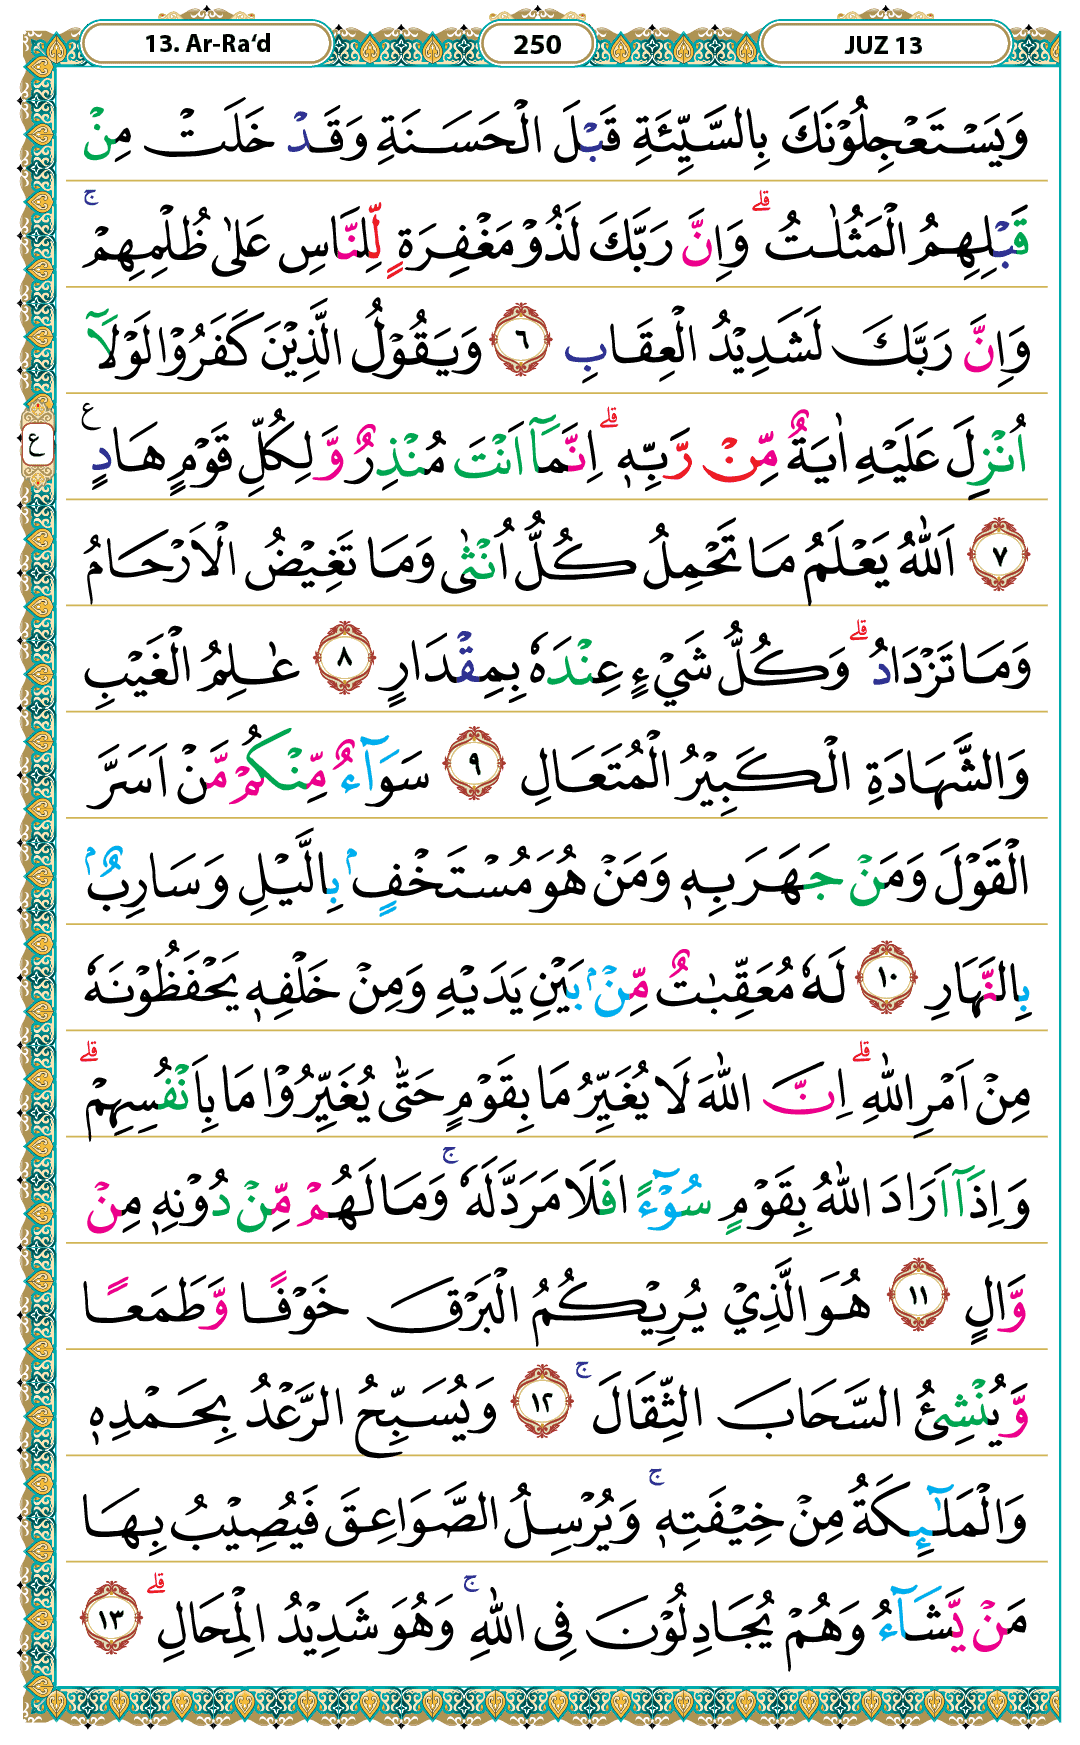 13. Ar-Ra‘d
250
JUZ 13
وَيَسْتَعْجِلُوْنَكَ بِالسَّيِّئَةِ قَبْلَ الْحَسَنَةِ وَقَدْ خَلَتْ مِنْ
قَبْلِهِمُ الْمَثُلٰتُۗ وَاِنَّ رَبَّكَ لَذُوْ مَغْفِرَةٍ لِّلنَّاسِ عَلٰى ظُلْمِهِمْۚ
وَاِنَّ رَبَّكَ لَشَدِيْدُ الْعِقَابِ ٦ وَيَقُوْلُ الَّذِيْنَ كَفَرُوْا لَوْلَآ
اُنْزِلَ عَلَيْهِ اٰيَةٌ مِّنْ رَّبِّهٖۗ اِنَّمَآ اَنْتَ مُنْذِرٌ وَّلِكُلِّ قَوْمٍ هَادٍ ع
ع
٧ اَللّٰهُ يَعْلَمُ مَا تَحْمِلُ كُلُّ اُنْثٰى وَمَا تَغِيْضُ الْاَرْحَامُ
وَمَا تَزْدَادُۗ وَكُلُّ شَيْءٍ عِنْدَهٗ بِمِقْدَارٍ ٨ عٰلِمُ الْغَيْبِ
وَالشَّهَادَةِ الْكَبِيْرُ الْمُتَعَالِ ٩ سَوَاۤءٌ مِّنْكُمْ مَّنْ اَسَرَّ
الْقَوْلَ وَمَنْ جَهَرَ بِهٖ وَمَنْ هُوَ مُسْتَخْفٍۢ بِالَّيْلِ وَسَارِبٌۢ
بِالنَّهَارِ ١٠ لَهٗ مُعَقِّبٰتٌ مِّنْۢ بَيْنِ يَدَيْهِ وَمِنْ خَلْفِهٖ يَحْفَظُوْنَهٗ
مِنْ اَمْرِ اللّٰهِۗ اِنَّ اللّٰهَ لَا يُغَيِّرُ مَا بِقَوْمٍ حَتّٰى يُغَيِّرُوْا مَا بِاَنْفُسِهِمْۗ
وَاِذَآ اَرَادَ اللّٰهُ بِقَوْمٍ سُوْۤءًا فَلَا مَرَدَّ لَهٗۚ وَمَا لَهُمْ مِّنْ دُوْنِهٖ مِنْ
وَّالٍ ١١ هُوَ الَّذِيْ يُرِيْكُمُ الْبَرْقَ خَوْفًا وَّطَمَعًا
وَّيُنْشِئُ السَّحَابَ الثِّقَالَۚ ١٢ وَيُسَبِّحُ الرَّعْدُ بِحَمْدِهٖ
وَالْمَلٰۤىِٕكَةُ مِنْ خِيْفَتِهٖۚ وَيُرْسِلُ الصَّوَاعِقَ فَيُصِيْبُ بِهَا
مَنْ يَّشَاۤءُ وَهُمْ يُجَادِلُوْنَ فِى اللّٰهِۚ وَهُوَ شَدِيْدُ الْمِحَالِۗ ١٣